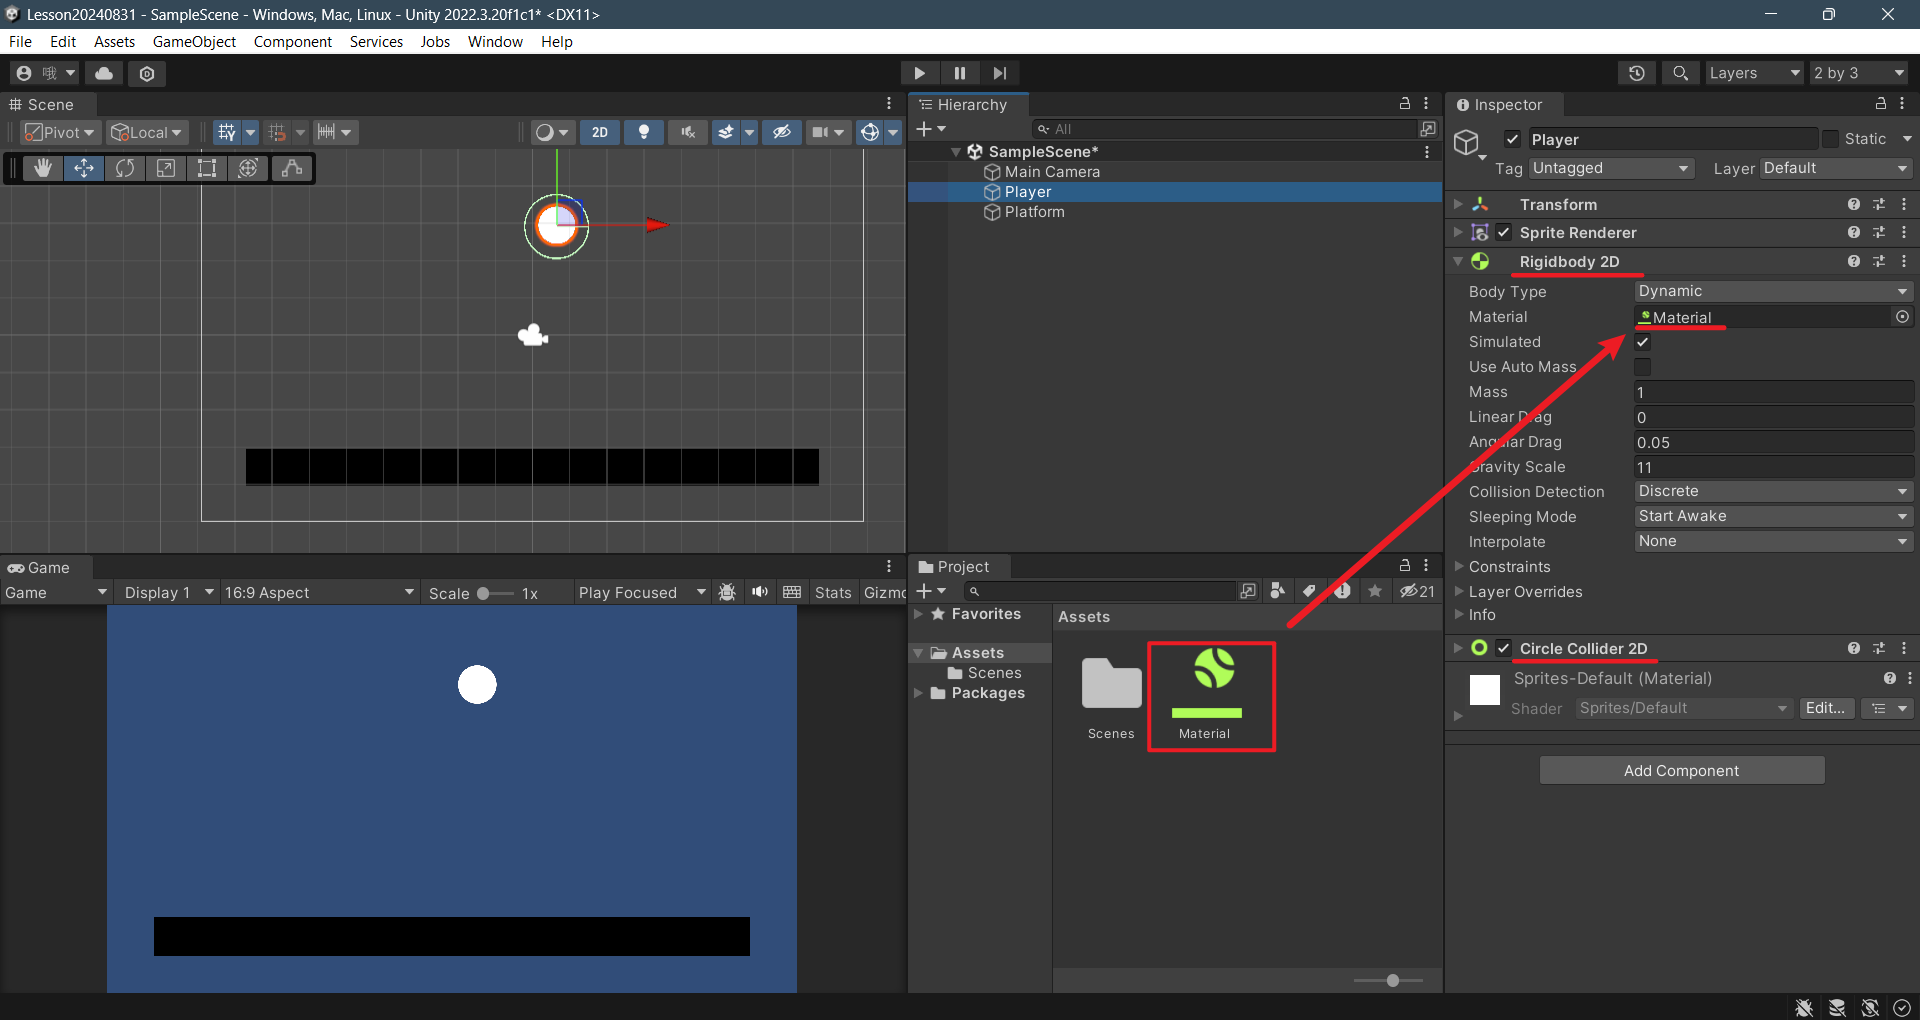 Lesson20240831 - SampleScene - Windows, Mac, Linux - Unity 2022.3.20f1c1* <DX11>
File Edit Assets GameObject Component Services Jobs Window Help
哦
Layers
2 by 3
Scene
Pivot
Local
2D
Game
Game
Display 1
16:9 Aspect
Scale
1x
Play Focused
Stats
Gizmo
Hierarchy
All
SampleScene*
Main Camera
Player
Platform
Project
21
Favorites
Assets
Scenes
Packages
Assets
Scenes
Material
Inspector
Player
Static
Tag Untagged
Layer Default
Transform
Sprite Renderer
Rigidbody 2D
Body Type Dynamic
Material Material
Simulated
Use Auto Mass
Mass 1
Linear Drag 0
Angular Drag 0.05
Gravity Scale 11
Collision Detection Discrete
Sleeping Mode Start Awake
Interpolate None
Constraints
Layer Overrides
Info
Circle Collider 2D
Sprites-Default (Material)
Shader Sprites/Default
Edit...
Add Component